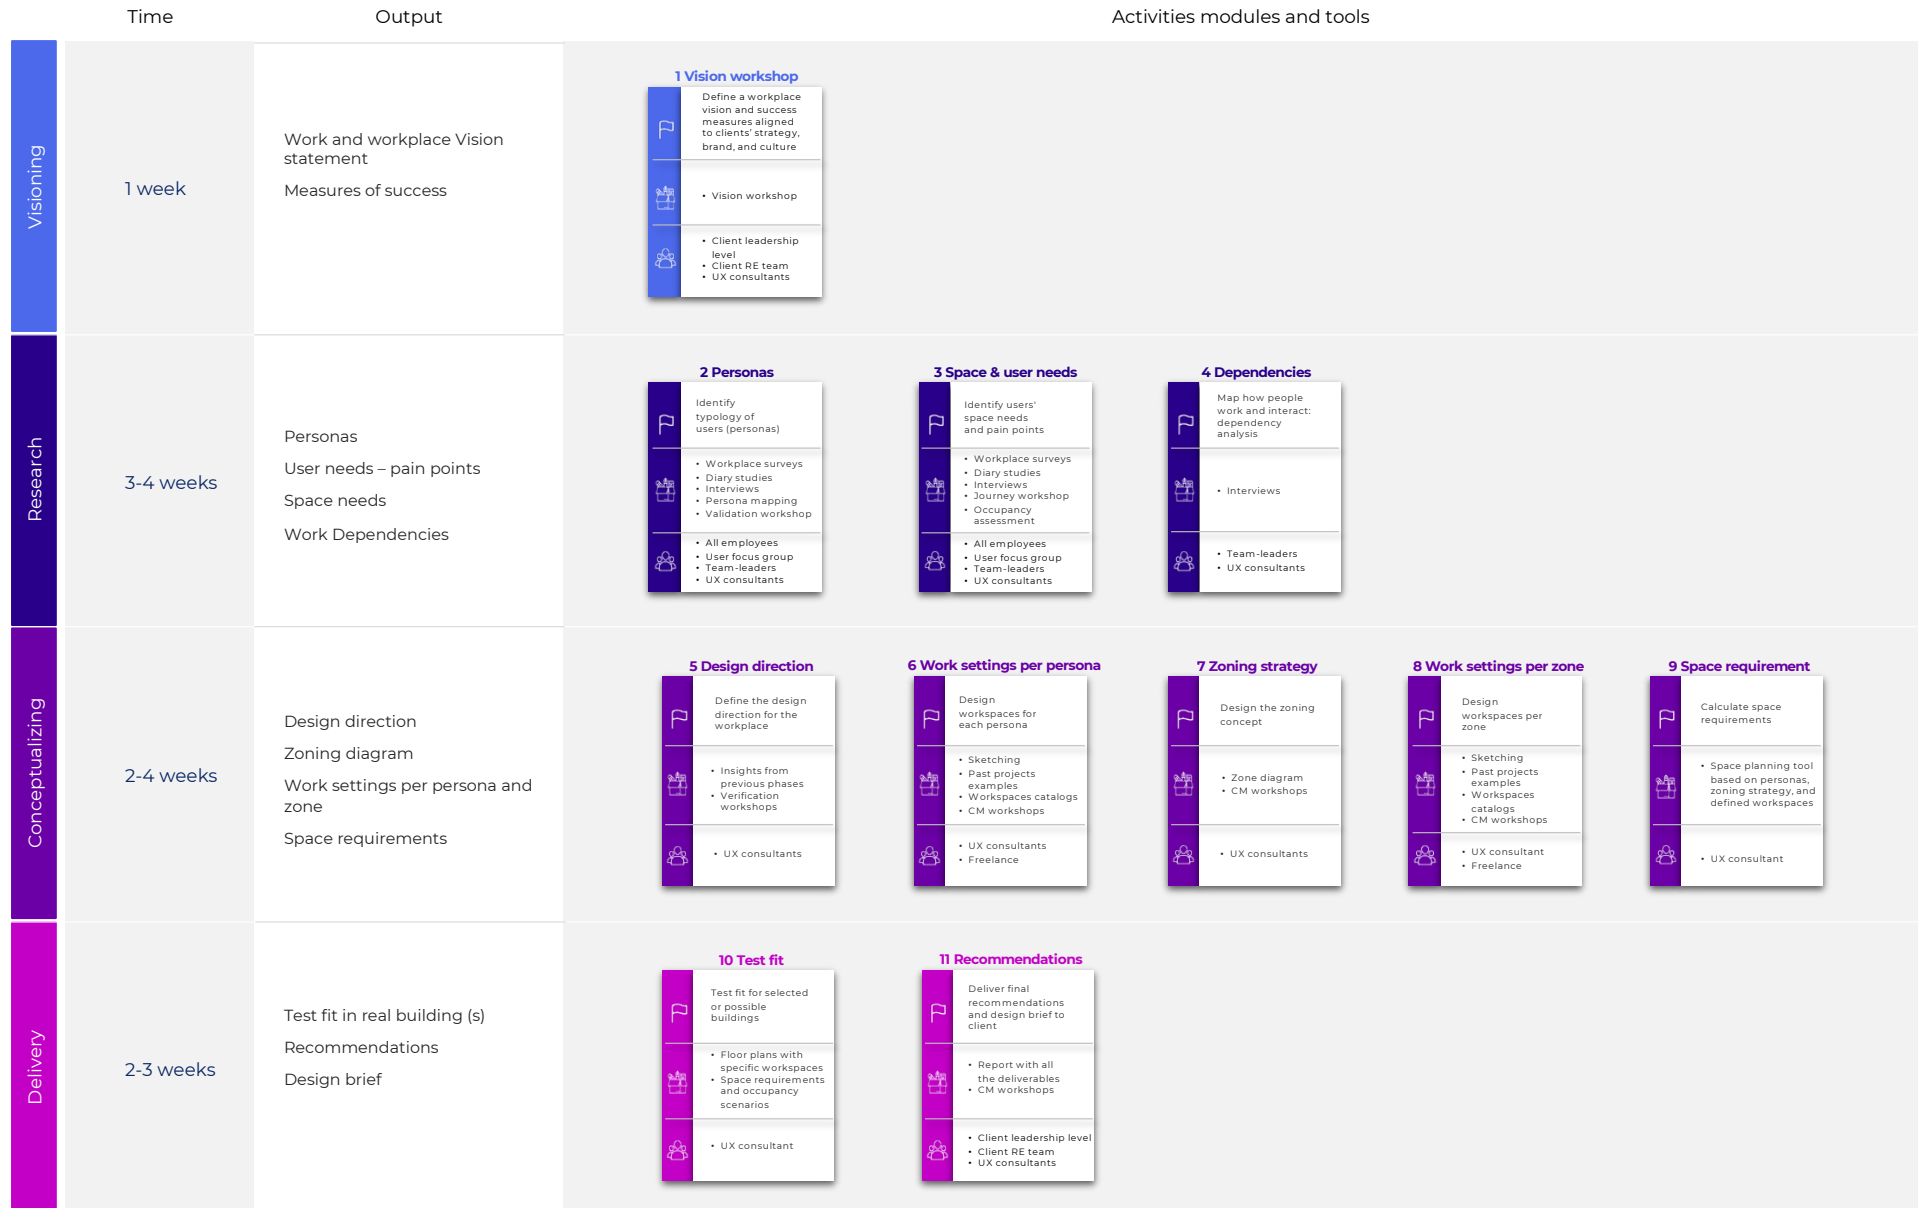 Time
Output
Activities modules and tools
Visioning
1 week
Work and workplace Vision
statement
Measures of success
1 Vision workshop
Define a workplace
vision and success
measures aligned
to clients’ strategy,
brand, and culture
• Vision workshop
• Client leadership
level
• Client RE team
• UX consultants
Research
3-4 weeks
Personas
User needs – pain points
Space needs
Work Dependencies
2 Personas
Identify
typology of
users (personas)
• Workplace surveys
• Diary studies
• Interviews
• Persona mapping
• Validation workshop
• All employees
• User focus group
• Team-leaders
• UX consultants
3 Space & user needs
Identify users'
space needs
and pain points
• Workplace surveys
• Diary studies
• Interviews
• Journey workshop
• Occupancy
assessment
• All employees
• User focus group
• Team-leaders
• UX consultants
4 Dependencies
Map how people
work and interact:
dependency
analysis
• Interviews
• Team-leaders
• UX consultants
Conceptualizing
2-4 weeks
Design direction
Zoning diagram
Work settings per persona and
zone
Space requirements
5 Design direction
Define the design
direction for the
workplace
• Insights from
previous phases
• Verification
workshops
• UX consultants
6 Work settings per persona
Design
workspaces for
each persona
• Sketching
• Past projects
examples
• Workspaces catalogs
• CM workshops
• UX consultants
• Freelance
7 Zoning strategy
Design the zoning
concept
• Zone diagram
• CM workshops
• UX consultants
8 Work settings per zone
Design
workspaces per
zone
• Sketching
• Past projects
examples
• Workspaces
catalogs
• CM workshops
• UX consultant
• Freelance
9 Space requirement
Calculate space
requirements
• Space planning tool
based on personas,
zoning strategy, and
defined workspaces
• UX consultant
Delivery
2-3 weeks
Test fit in real building (s)
Recommendations
Design brief
10 Test fit
Test fit for selected
or possible
buildings
• Floor plans with
specific workspaces
• Space requirements
and occupancy
scenarios
• UX consultant
11 Recommendations
Deliver final
recommendations
and design brief to
client
• Report with all
the deliverables
• CM workshops
• Client leadership level
• Client RE team
• UX consultants